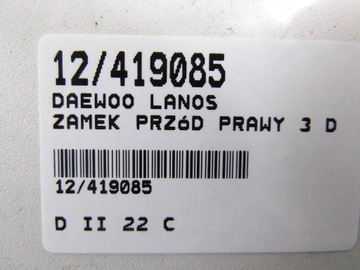 12/419085
DAEWOO LANOS
ZAMEK PRZóD PRAWY 3 D
12/419085
D II 22 C